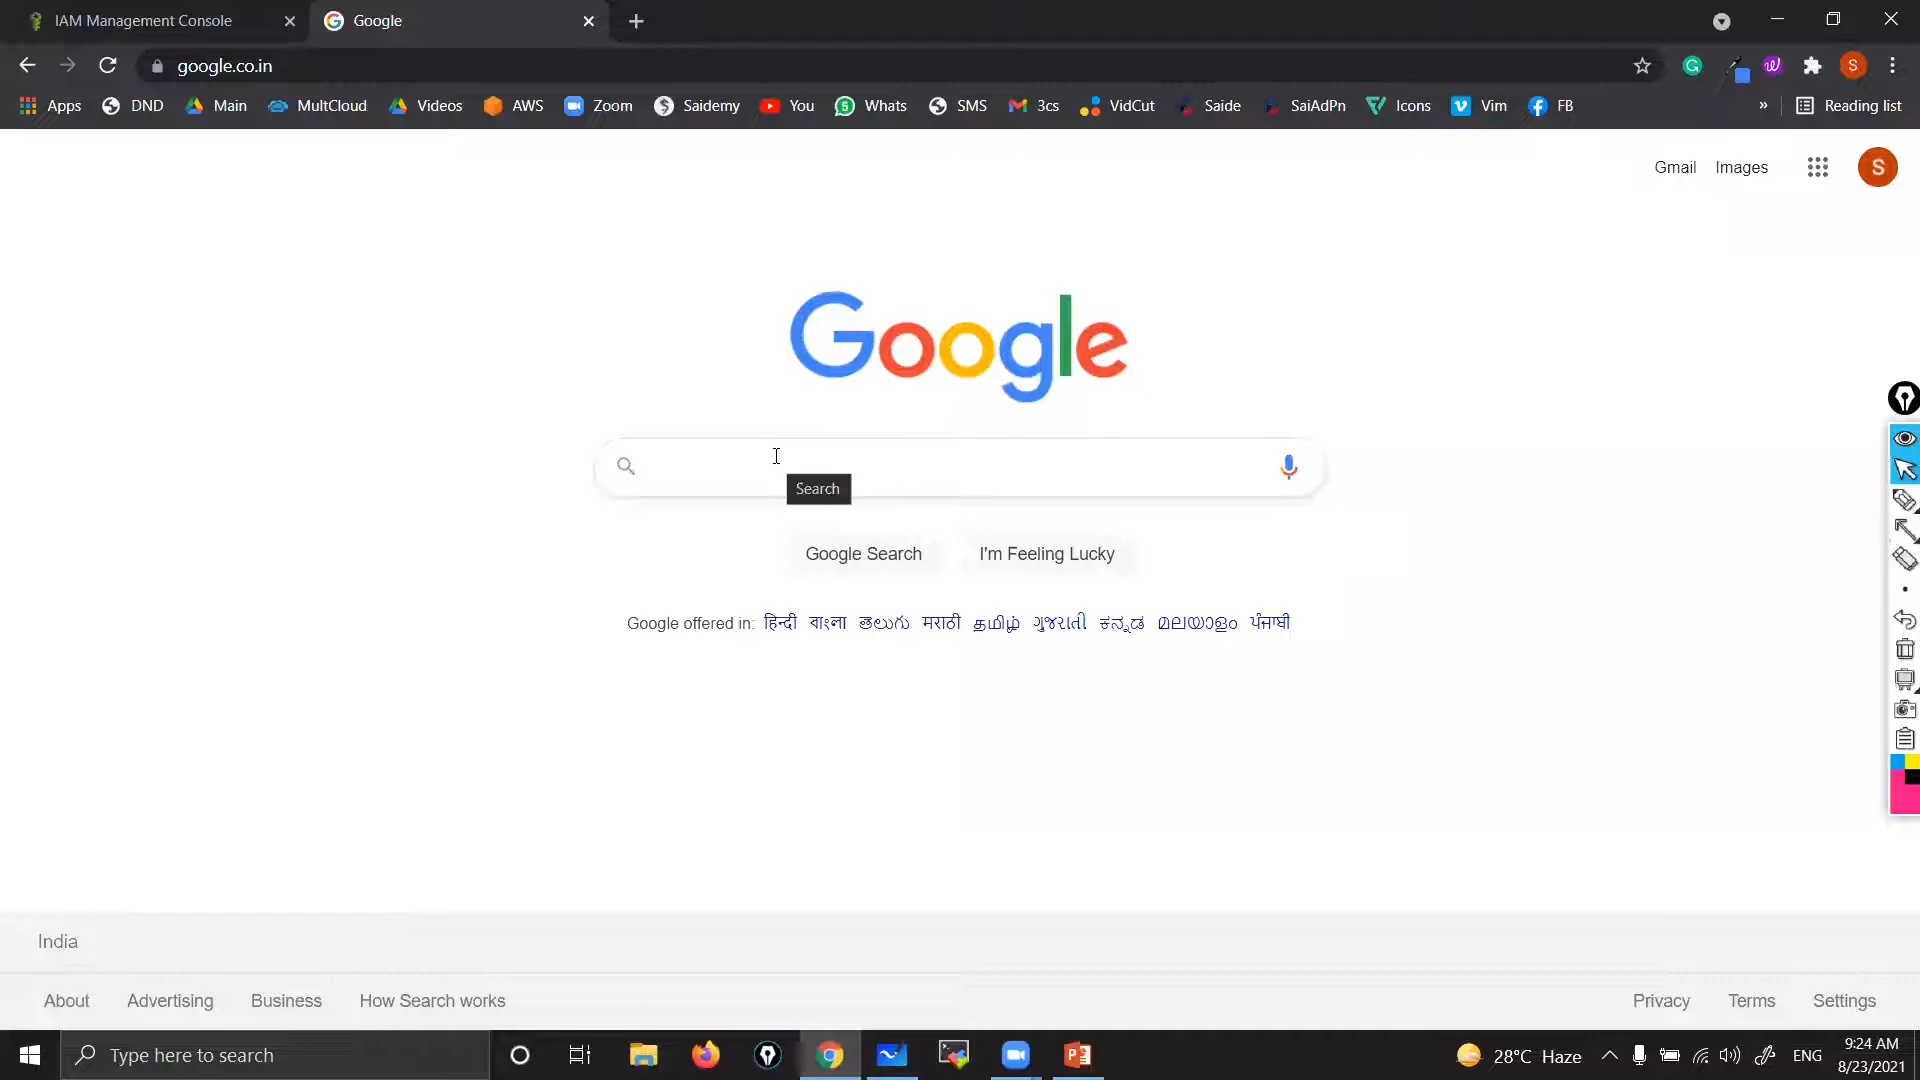 IAM Management Console
Google
google.co.in
S
Apps DND Main MultCloud Videos AWS Zoom Saidemy You Whats SMS 3cs VidCut Saide SaiAdPn Icons Vim FB » Reading list
Gmail Images S
Google
Search
Google Search I'm Feeling Lucky
Google offered in: हिन्दी বাংলা తెలుగు मराठी தமிழ் ગુજરાતી ಕನ್ನಡ മലയാളം ਪੰਜਾਬੀ
India
About Advertising Business How Search works Privacy Terms Settings
Type here to search
28°C Haze ENG 9:24 AM
8/23/2021